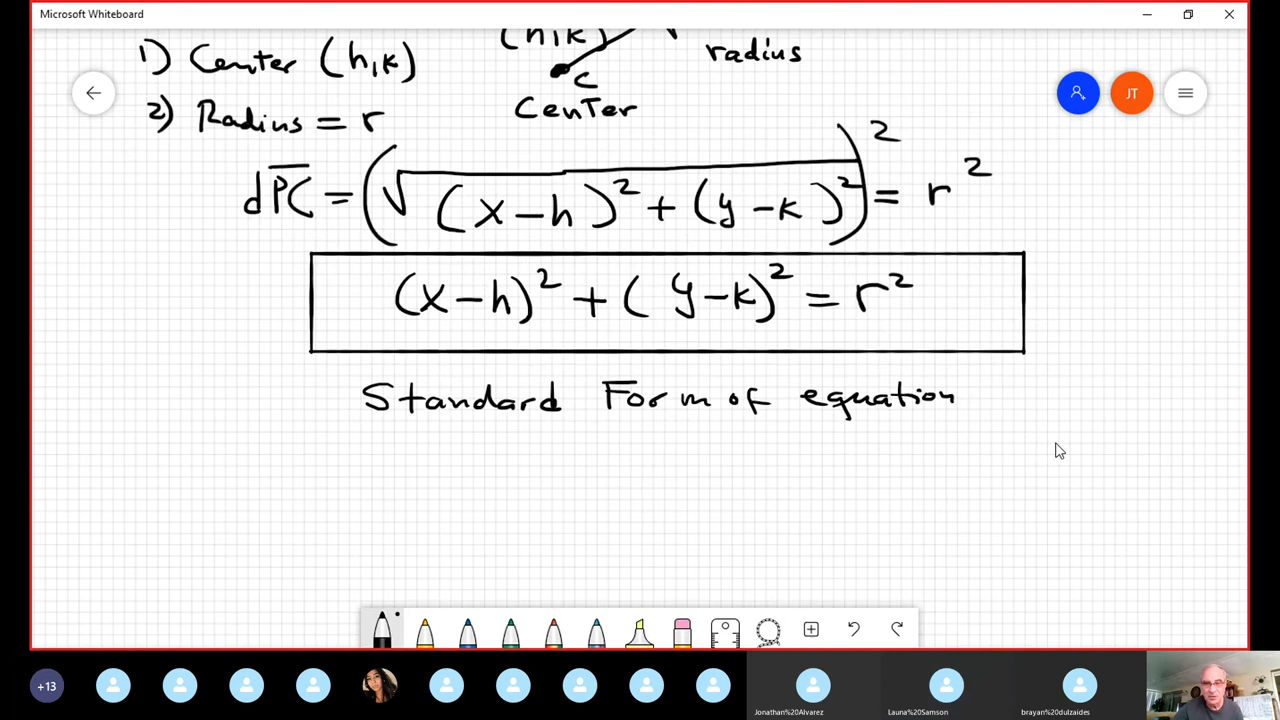 Microsoft Whiteboard
1) Center (h,k)
(h,k)
radius
C
2) Radius = r
Center
JT
dPC̅ = (√(x-h)² + (y-k)²)² = r²
(x-h)² + (y-k)² = r²
Standard Form of equation
+13
Jonathan%20Alvarez
Launa%20Samson
brayan%20dulzaides